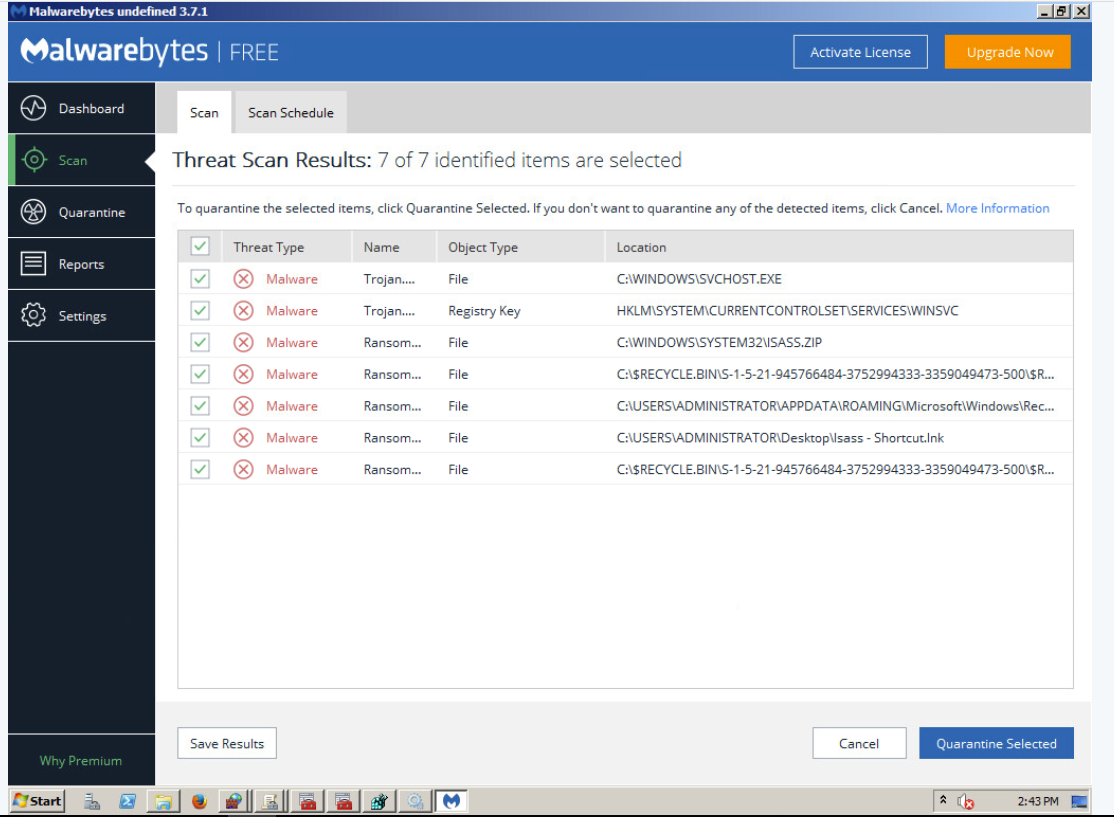 Malwarebytes undefined 3.7.1
Malwarebytes | FREE
Activate License
Upgrade Now
Dashboard
Scan
Quarantine
Reports
Settings
Why Premium
Scan
Scan Schedule
Threat Scan Results: 7 of 7 identified items are selected
To quarantine the selected items, click Quarantine Selected. If you don't want to quarantine any of the detected items, click Cancel. More Information
Threat Type Name Object Type Location
Malware Trojan.... File C:\WINDOWS\SVCHOST.EXE
Malware Trojan.... Registry Key HKLM\SYSTEM\CURRENTCONTROLSET\SERVICES\WINSVC
Malware Ransom... File C:\WINDOWS\SYSTEM32\ISASS.ZIP
Malware Ransom... File C:\$RECYCLE.BIN\S-1-5-21-945766484-3752994333-3359049473-500\$R...
Malware Ransom... File C:\USERS\ADMINISTRATOR\APPDATA\ROAMING\Microsoft\Windows\Rec...
Malware Ransom... File C:\USERS\ADMINISTRATOR\Desktop\Isass - Shortcut.lnk
Malware Ransom... File C:\$RECYCLE.BIN\S-1-5-21-945766484-3752994333-3359049473-500\$R...
Save Results
Cancel
Quarantine Selected
Start
2:43 PM